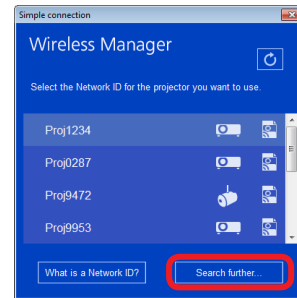 Simple connection
Wireless Manager
Select the Network ID for the projector you want to use.
Proj1234
Proj0287
Proj9472
Proj9953
What is a Network ID?
Search further...